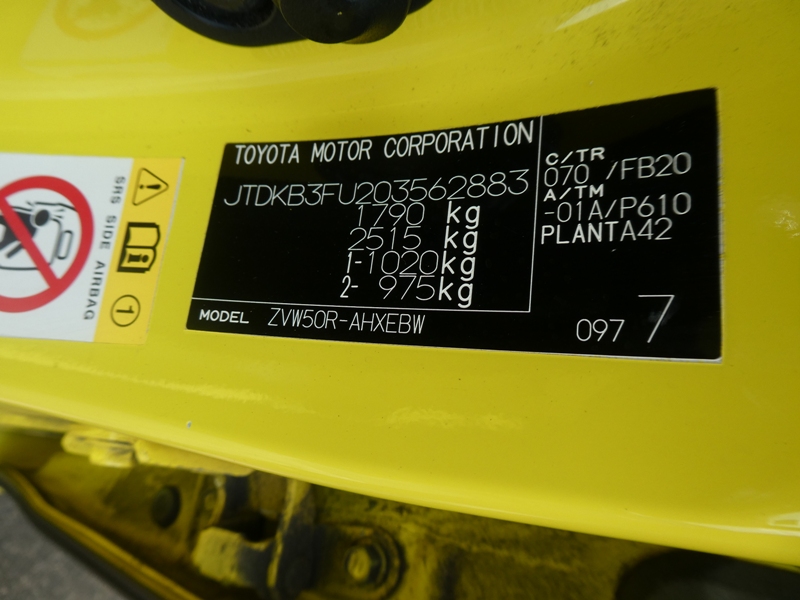 TOYOTA MOTOR CORPORATION
JTDKB3FU203562883
1790 kg
2515 kg
1-1020kg
2- 975kg
MODEL ZVW50R-AHXEBW
C/TR
070 /FB20
A/TM
-01A/P610
PLANTA42
097 7
SRS SIDE AIRBAG
1